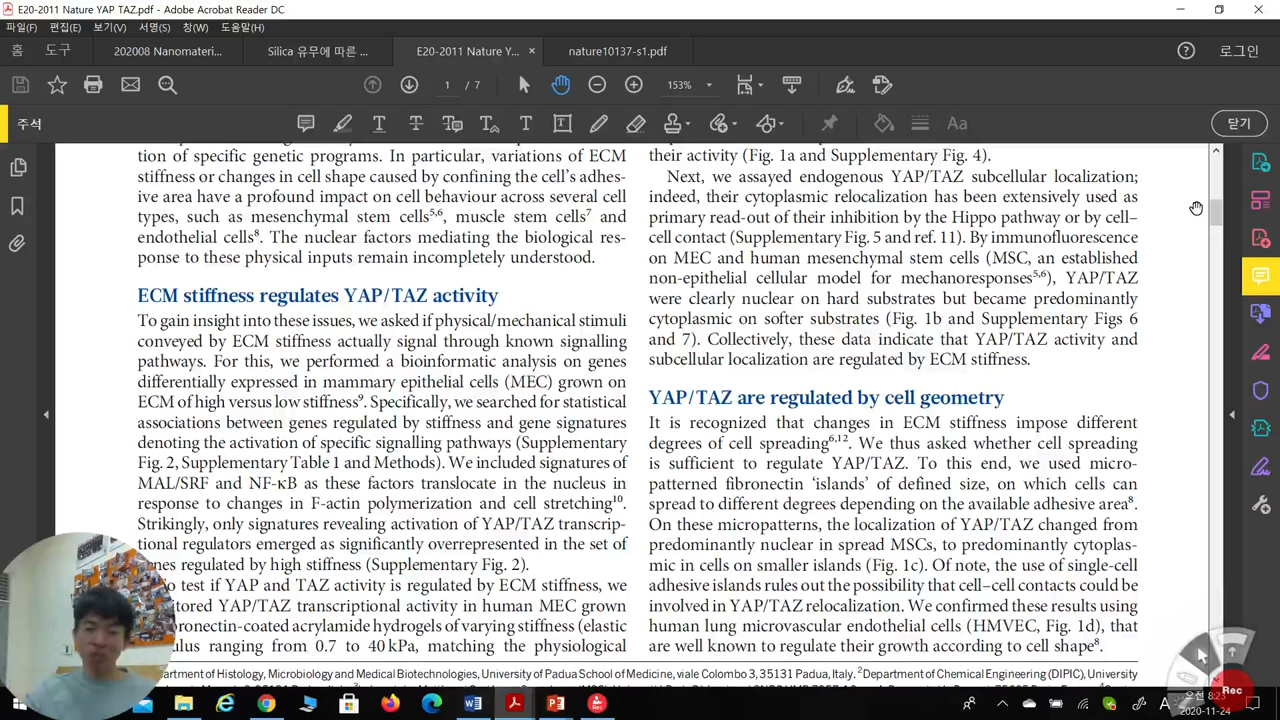 E20-2011 Nature YAP TAZ.pdf - Adobe Acrobat Reader DC
파일(F) 편집(E) 보기(V) 서명(S) 창(W) 도움말(H)
홈 도구 202008 Nanomateri... Silica 유무에 따른 ... E20-2011 Nature Y... × nature10137-s1.pdf 로그인
1 / 7 153%
주석 Aa 닫기
tion of specific genetic programs. In particular, variations of ECM
stiffness or changes in cell shape caused by confining the cell's adhes-
ive area have a profound impact on cell behaviour across several cell
types, such as mesenchymal stem cells5,6, muscle stem cells7 and
endothelial cells8. The nuclear factors mediating the biological res-
ponse to these physical inputs remain incompletely understood.
ECM stiffness regulates YAP/TAZ activity
To gain insight into these issues, we asked if physical/mechanical stimuli
conveyed by ECM stiffness actually signal through known signalling
pathways. For this, we performed a bioinformatic analysis on genes
differentially expressed in mammary epithelial cells (MEC) grown on
ECM of high versus low stiffness9. Specifically, we searched for statistical
associations between genes regulated by stiffness and gene signatures
denoting the activation of specific signalling pathways (Supplementary
Fig. 2, Supplementary Table 1 and Methods). We included signatures of
MAL/SRF and NF-κB as these factors translocate in the nucleus in
response to changes in F-actin polymerization and cell stretching10.
Strikingly, only signatures revealing activation of YAP/TAZ transcrip-
tional regulators emerged as significantly overrepresented in the set of
enes regulated by high stiffness (Supplementary Fig. 2).
o test if YAP and TAZ activity is regulated by ECM stiffness, we
itored YAP/TAZ transcriptional activity in human MEC grown
ronectin-coated acrylamide hydrogels of varying stiffness (elastic
ulus ranging from 0.7 to 40 kPa, matching the physiological
their activity (Fig. 1a and Supplementary Fig. 4).
Next, we assayed endogenous YAP/TAZ subcellular localization;
indeed, their cytoplasmic relocalization has been extensively used as
primary read-out of their inhibition by the Hippo pathway or by cell–
cell contact (Supplementary Fig. 5 and ref. 11). By immunofluorescence
on MEC and human mesenchymal stem cells (MSC, an established
non-epithelial cellular model for mechanoresponses5,6), YAP/TAZ
were clearly nuclear on hard substrates but became predominantly
cytoplasmic on softer substrates (Fig. 1b and Supplementary Figs 6
and 7). Collectively, these data indicate that YAP/TAZ activity and
subcellular localization are regulated by ECM stiffness.
YAP/TAZ are regulated by cell geometry
It is recognized that changes in ECM stiffness impose different
degrees of cell spreading6,12. We thus asked whether cell spreading
is sufficient to regulate YAP/TAZ. To this end, we used micro-
patterned fibronectin 'islands' of defined size, on which cells can
spread to different degrees depending on the available adhesive area8.
On these micropatterns, the localization of YAP/TAZ changed from
predominantly nuclear in spread MSCs, to predominantly cytoplas-
mic in cells on smaller islands (Fig. 1c). Of note, the use of single-cell
adhesive islands rules out the possibility that cell–cell contacts could be
involved in YAP/TAZ relocalization. We confirmed these results using
human lung microvascular endothelial cells (HMVEC, Fig. 1d), that
are well known to regulate their growth according to cell shape8.
epartment of Histology, Microbiology and Medical Biotechnologies, University of Padua School of Medicine, viale Colombo 3, 35131 Padua, Italy. 2Department of Chemical Engineering (DIPIC), University
Rec
오전 8:23
2020-11-24